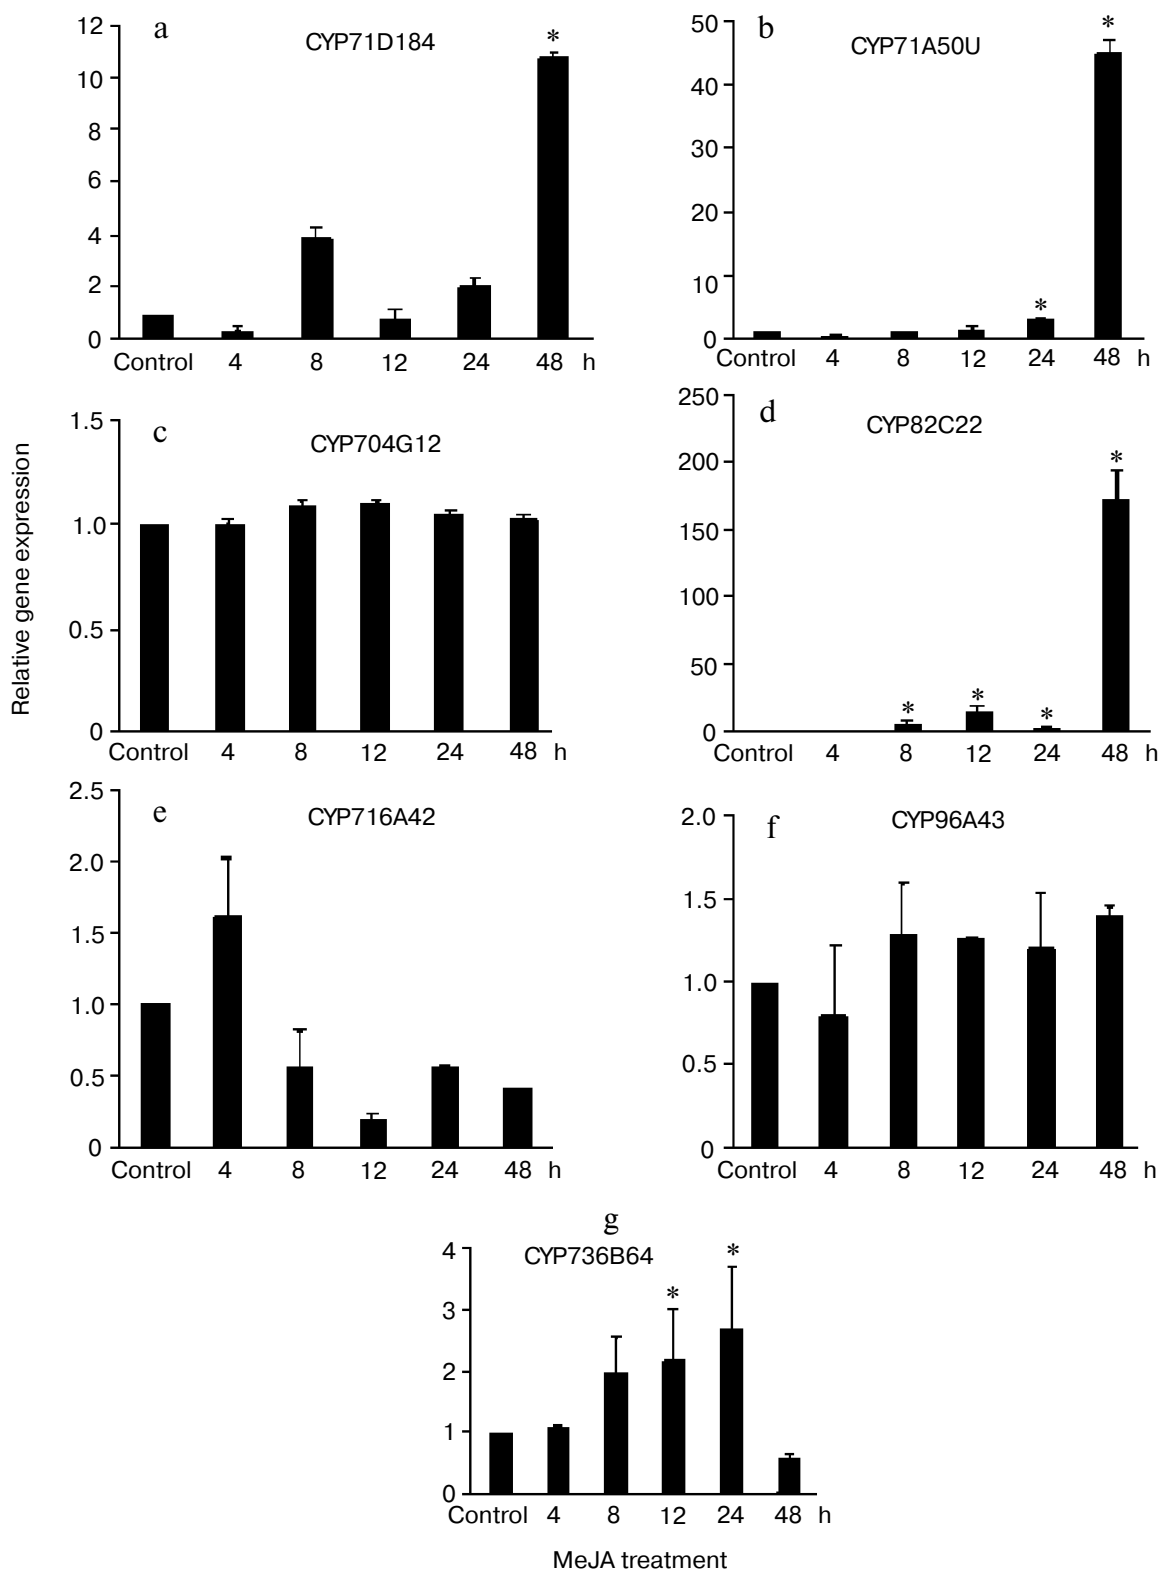 Relative gene expression
a
CYP71D184
12
10
8
6
4
2
0
*
Control 4 8 12 24 48 h
b
CYP71A50U
50
40
30
20
10
0
* *
Control 4 8 12 24 48 h
c
CYP704G12
1.5
1.0
0.5
0
Control 4 8 12 24 48 h
d
CYP82C22
250
200
150
100
50
0
* * * *
Control 4 8 12 24 48 h
e
CYP716A42
2.5
2.0
1.5
1.0
0.5
0
Control 4 8 12 24 48 h
f
CYP96A43
2.0
1.5
1.0
0.5
0
Control 4 8 12 24 48 h
g
CYP736B64
4
3
2
1
0
* *
Control 4 8 12 24 48 h
MeJA treatment